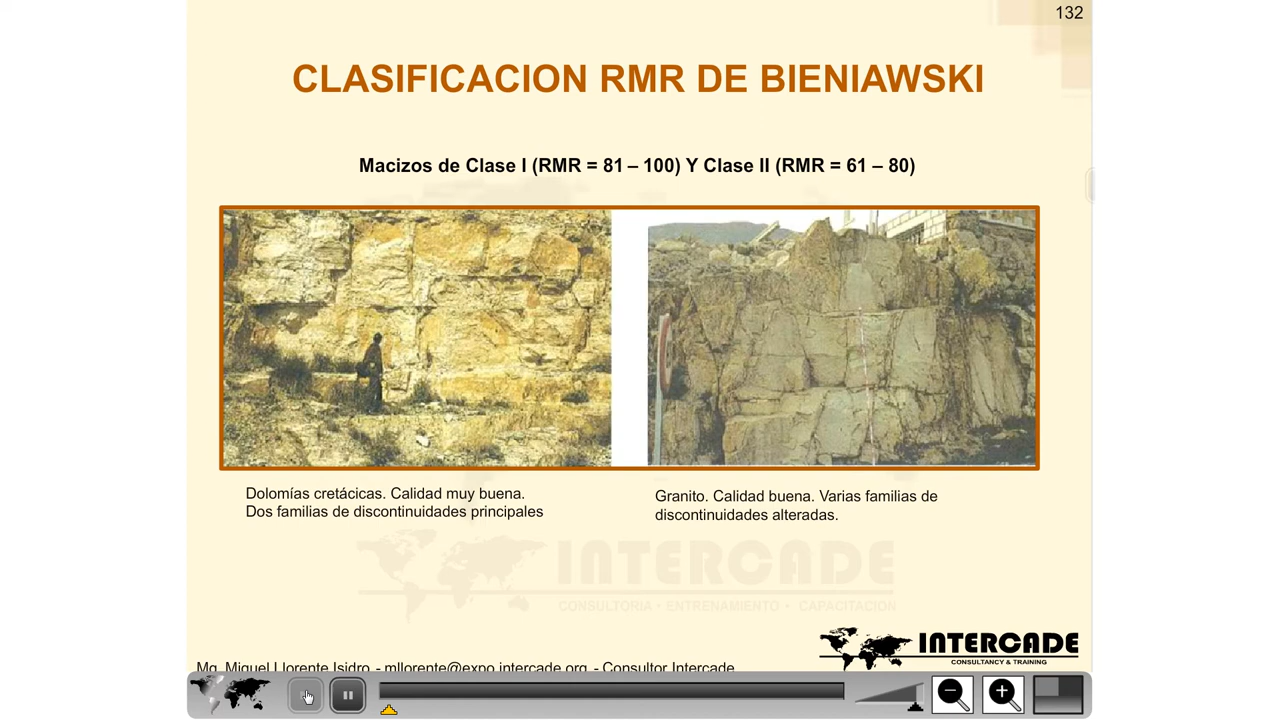 132
CLASIFICACION RMR DE BIENIAWSKI
Macizos de Clase I (RMR = 81 – 100) Y Clase II (RMR = 61 – 80)
Dolomías cretácicas. Calidad muy buena.
Dos familias de discontinuidades principales
Granito. Calidad buena. Varias familias de
discontinuidades alteradas.
INTERCADE
CONSULTORIA • ENTRENAMIENTO • CAPACITACION
INTERCADE
CONSULTANCY & TRAINING
Mg. Miguel Llorente Isidro - mllorente@expo.intercade.org - Consultor Intercade